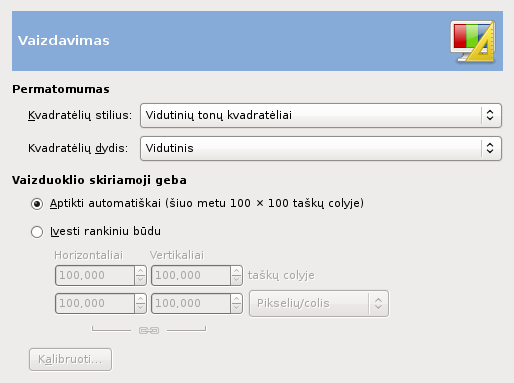 Vaizdavimas
Permatomumas
Kvadratėlių stilius: Vidutinių tonų kvadratėliai
Kvadratėlių dydis: Vidutinis
Vaizduoklio skiriamoji geba
Aptikti automatiškai (šiuo metu 100 × 100 taškų colyje)
Įvesti rankiniu būdu
Horizontaliai Vertikaliai
100,000 100,000 taškų colyje
100,000 100,000 Pikselių/colis
Kalibruoti...